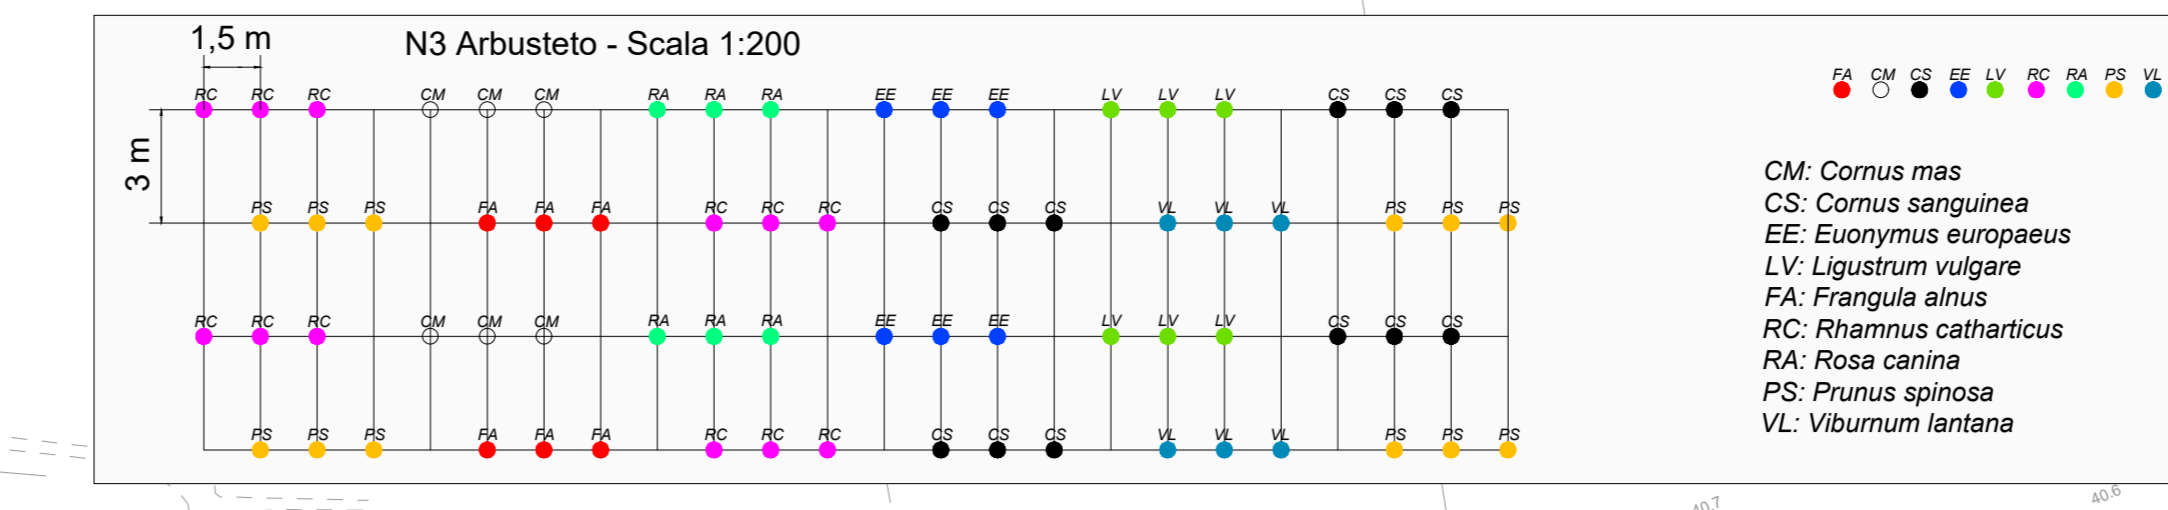 1,5 m
N3 Arbusteto - Scala 1:200
FA CM CS EE LV RC RA PS VL
RC RC RC CM CM CM RA RA RA EE EE EE LV LV LV CS CS CS
3 m
PS PS PS FA FA FA RC RC RC CS CS CS VL VL VL PS PS PS
RC RC RC CM CM CM RA RA RA EE EE EE LV LV LV CS CS CS
PS PS PS FA FA FA RC RC RC CS CS CS VL VL VL PS PS PS
CM: Cornus mas
CS: Cornus sanguinea
EE: Euonymus europaeus
LV: Ligustrum vulgare
FA: Frangula alnus
RC: Rhamnus catharticus
RA: Rosa canina
PS: Prunus spinosa
VL: Viburnum lantana
40.7
40.6